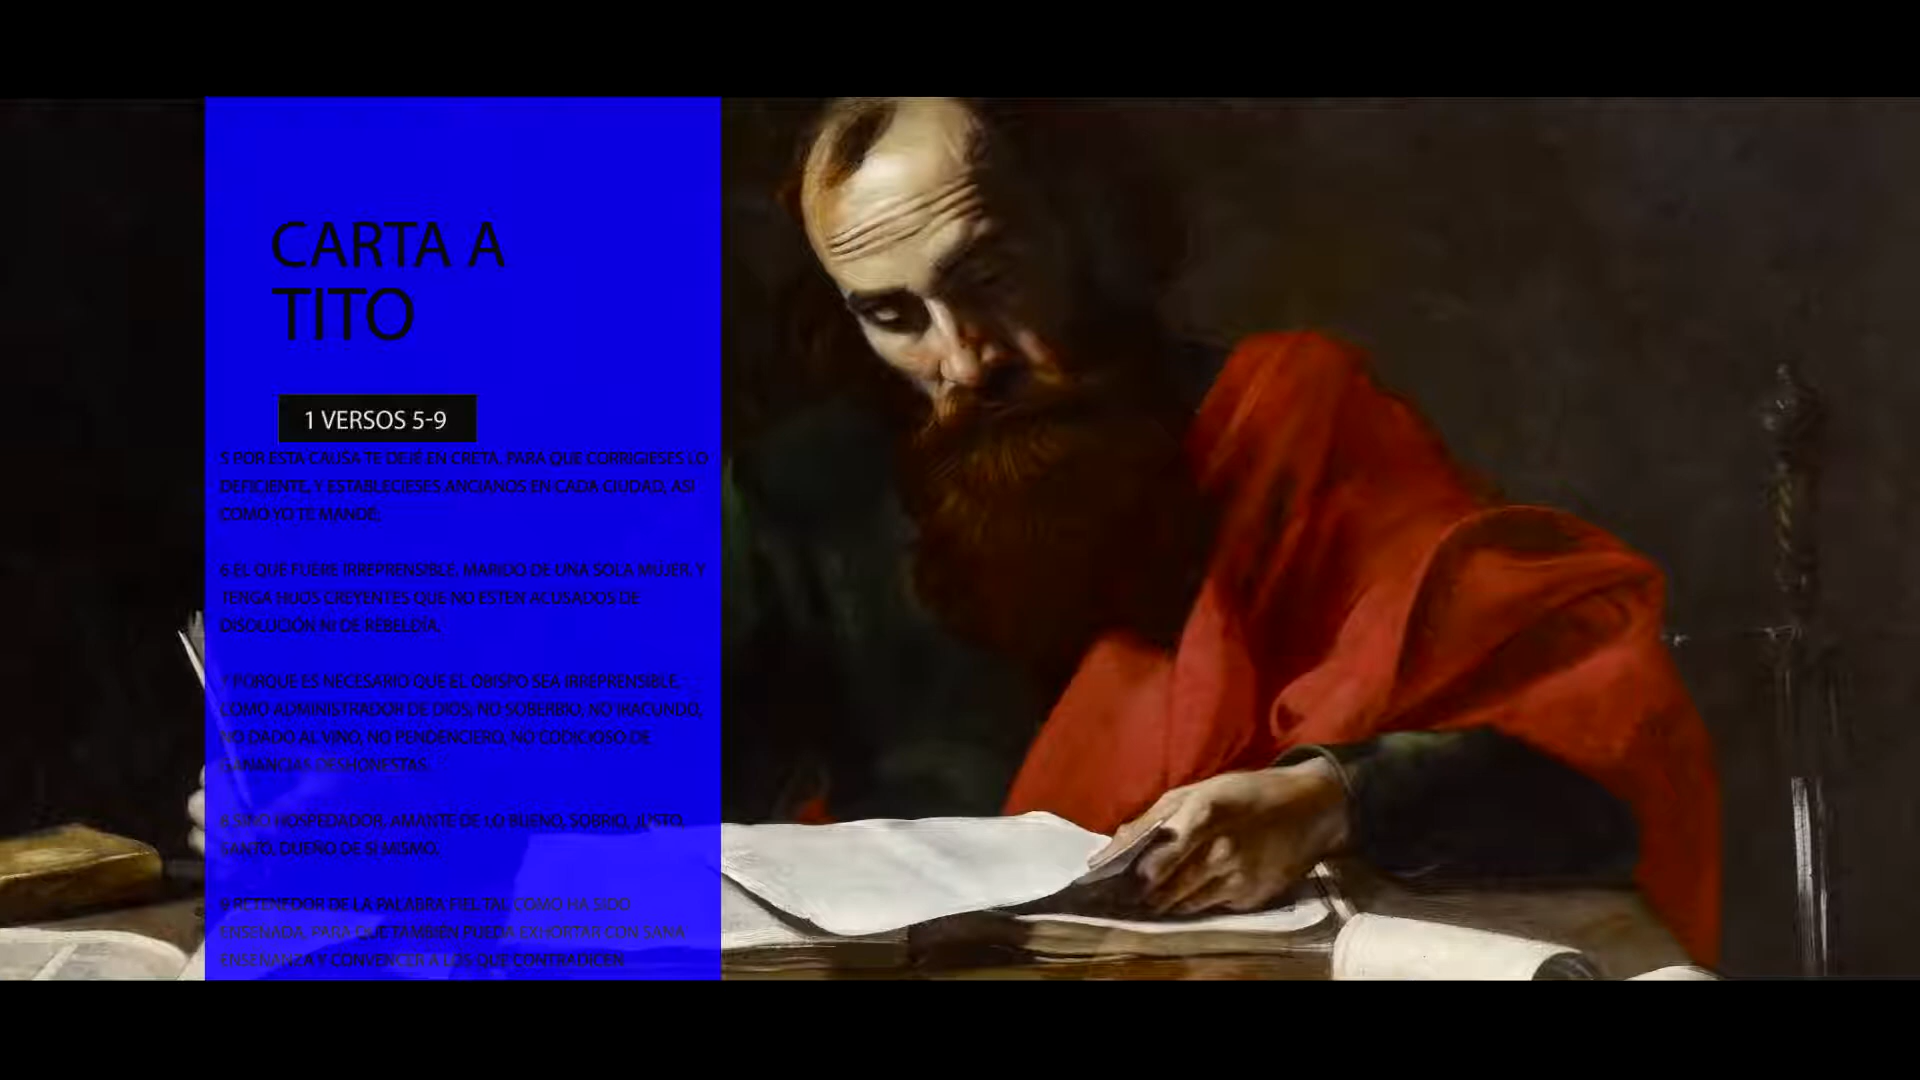 CARTA A
TITO
1 VERSOS 5-9
5 POR ESTA CAUSA TE DEJÉ EN CRETA, PARA QUE CORRIGIESES LO
DEFICIENTE, Y ESTABLECIESES ANCIANOS EN CADA CIUDAD, ASI
COMO YO TE MANDÉ;
6 EL QUE FUERE IRREPRENSIBLE, MARIDO DE UNA SOLA MUJER, Y
TENGA HIJOS CREYENTES QUE NO ESTEN ACUSADOS DE
DISOLUCIÓN NI DE REBELDÍA.
7 PORQUE ES NECESARIO QUE EL OBISPO SEA IRREPRENSIBLE,
COMO ADMINISTRADOR DE DIOS; NO SOBERBIO, NO IRACUNDO,
NO DADO AL VINO, NO PENDENCIERO, NO CODICIOSO DE
GANANCIAS DESHONESTAS.
8 SINO HOSPEDADOR, AMANTE DE LO BUENO, SOBRIO, JUSTO,
SANTO, DUEÑO DE SÍ MISMO,
9 RETENEDOR DE LA PALABRA FIEL TAL COMO HA SIDO
ENSEÑADA, PARA QUE TAMBIÉN PUEDA EXHORTAR CON SANA
ENSEÑANZA Y CONVENCER A LOS QUE CONTRADICEN